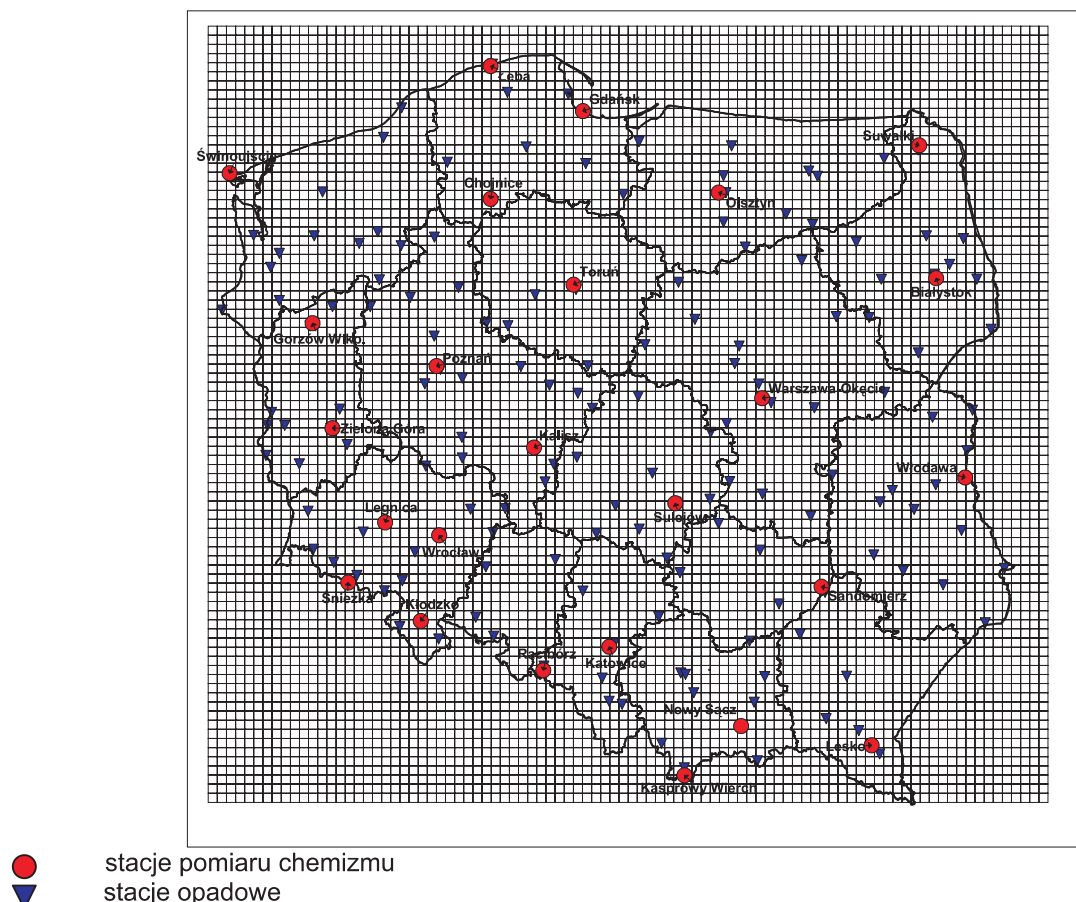 Łeba
Gdańsk
Suwałki
Świnoujście
Chojnice
Olsztyn
Toruń
Białystok
Gorzów Wlkp.
Poznań
Warszawa-Okęcie
Zielona Góra
Kalisz
Włodawa
Legnica
Sulejów
Wrocław
Śnieżka
Sandomierz
Kłodzko
Racibórz
Katowice
Nowy Sącz
Lesko
Kasprowy Wierch
stacje pomiaru chemizmu
stacje opadowe